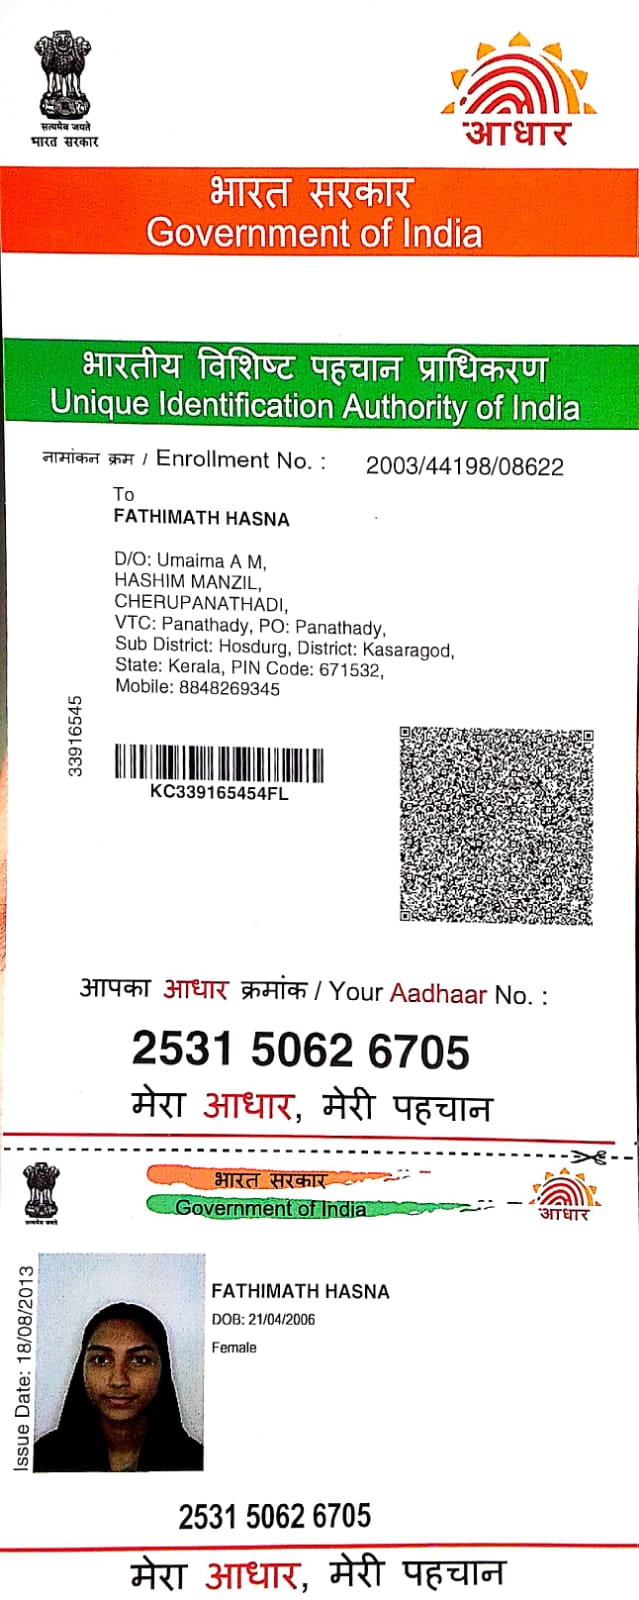 सत्यमेव जयते
भारत सरकार
आधार
भारत सरकार
Government of India
भारतीय विशिष्ट पहचान प्राधिकरण
Unique Identification Authority of India
नामांकन क्रम / Enrollment No. : 2003/44198/08622
To
FATHIMATH HASNA
D/O: Umaima A M,
HASHIM MANZIL,
CHERUPANATHADI,
VTC: Panathady, PO: Panathady,
Sub District: Hosdurg, District: Kasaragod,
State: Kerala, PIN Code: 671532,
Mobile: 8848269345
33916545
KC339165454FL
आपका आधार क्रमांक / Your Aadhaar No. :
2531 5062 6705
मेरा आधार, मेरी पहचान
सत्यमेव जयते
भारत सरकार
Government of India
आधार
Issue Date: 18/08/2013
FATHIMATH HASNA
DOB: 21/04/2006
Female
2531 5062 6705
मेरा आधार, मेरी पहचान